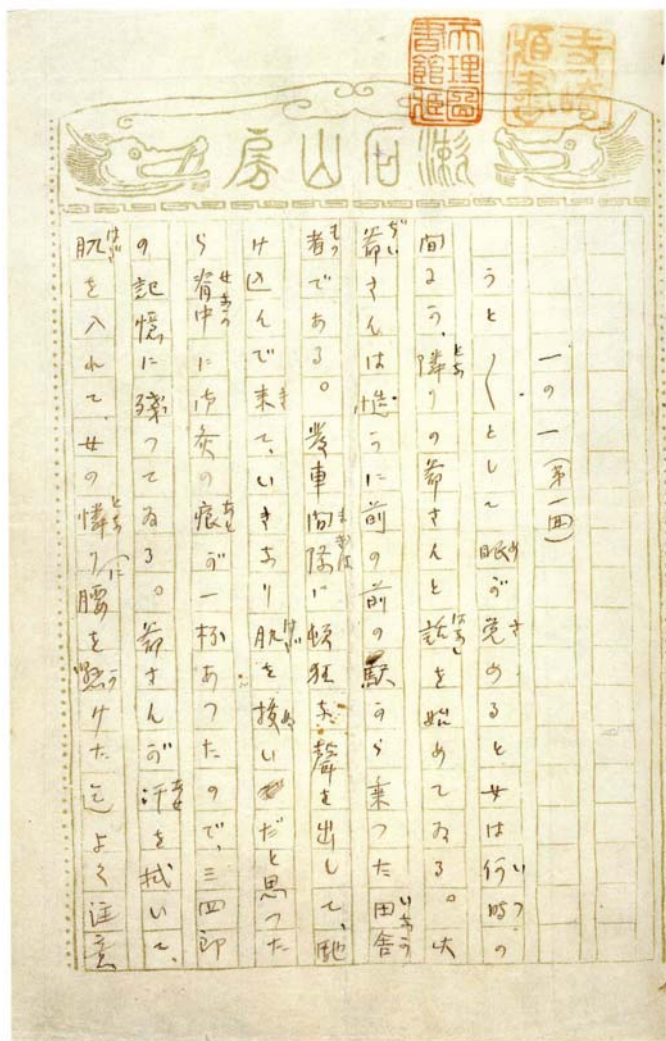 天理圖書館藏
漱石山房
一の一(第一回)
うと〱として眼が覚めると女は何時の
間にか、隣りの爺さんと話を始めてゐる。此
爺さんは慥かに前の前の駅から乗つた田舎
者である。発車間際に頓狂な聲を出して、馳
け込んで来て、いきなり肌を抜いだと思つた
ら脊中に御灸の痕が一杯あつたので、三四郎
の記憶に残つてゐる。爺さんが汗を拭いて、
肌を入れて、女の隣りに腰を懸けた迄よく注意